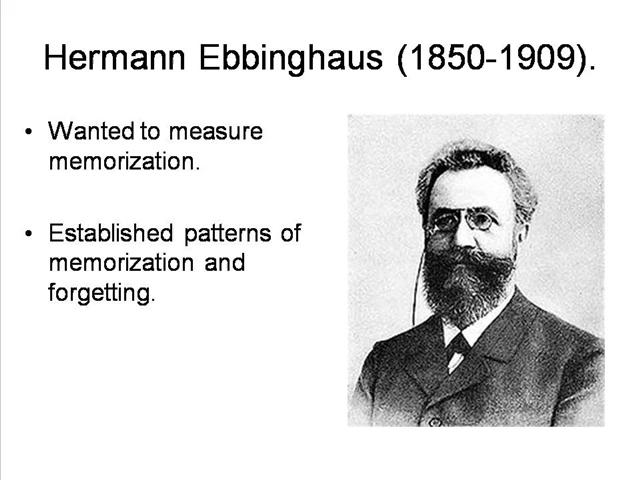 Hermann Ebbinghaus (1850-1909).
• Wanted to measure
memorization.
• Established patterns of
memorization and
forgetting.